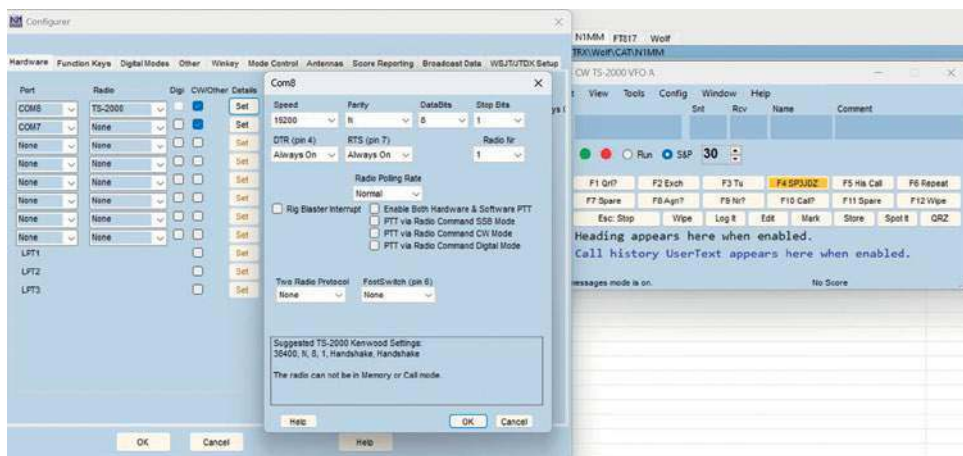 N1 Configurer
Hardware Function Keys Digital Modes Other Winkey Mode Control Antennas Score Reporting Broadcast Data WSJT/JTDX Setup
Port Radio Digi CW/Other Details
COM8 TS-2000 Set
COM7 None Set
None None Set
None None Set
None None Set
None None Set
None None Set
None None Set
LPT1 Set
LPT2 Set
LPT3 Set
OK Cancel Help
Com8
Speed Parity DataBits Stop Bits
19200 N 8 1
DTR (pin 4) RTS (pin 7) Radio Nr
Always On Always On 1
Radio Polling Rate
Normal
Rig Blaster Interrupt Enable Both Hardware & Software PTT
PTT via Radio Command SSB Mode
PTT via Radio Command CW Mode
PTT via Radio Command Digital Mode
Two Radio Protocol FootSwitch (pin 6)
None None
Suggested TS-2000 Kenwood Settings:
38400, N, 8, 1, Handshake, Handshake
The radio can not be in Memory or Call mode.
Help OK Cancel
N1MM FT817 Wolf
TRX\Wolf\CAT\N1MM
CW TS-2000 VFO A
View Tools Config Window Help
Snt Rcv Name Comment
Run S&P 30
F1 Qrl? F2 Exch F3 Tu F4 SP3JDZ F5 His Call F6 Repeat
F7 Spare F8 Agn? F9 Nr? F10 Call? F11 Spare F12 Wipe
Esc: Stop Wipe Log It Edit Mark Store Spot It QRZ
Heading appears here when enabled.
Call history UserText appears here when enabled.
essages mode is on. No Score